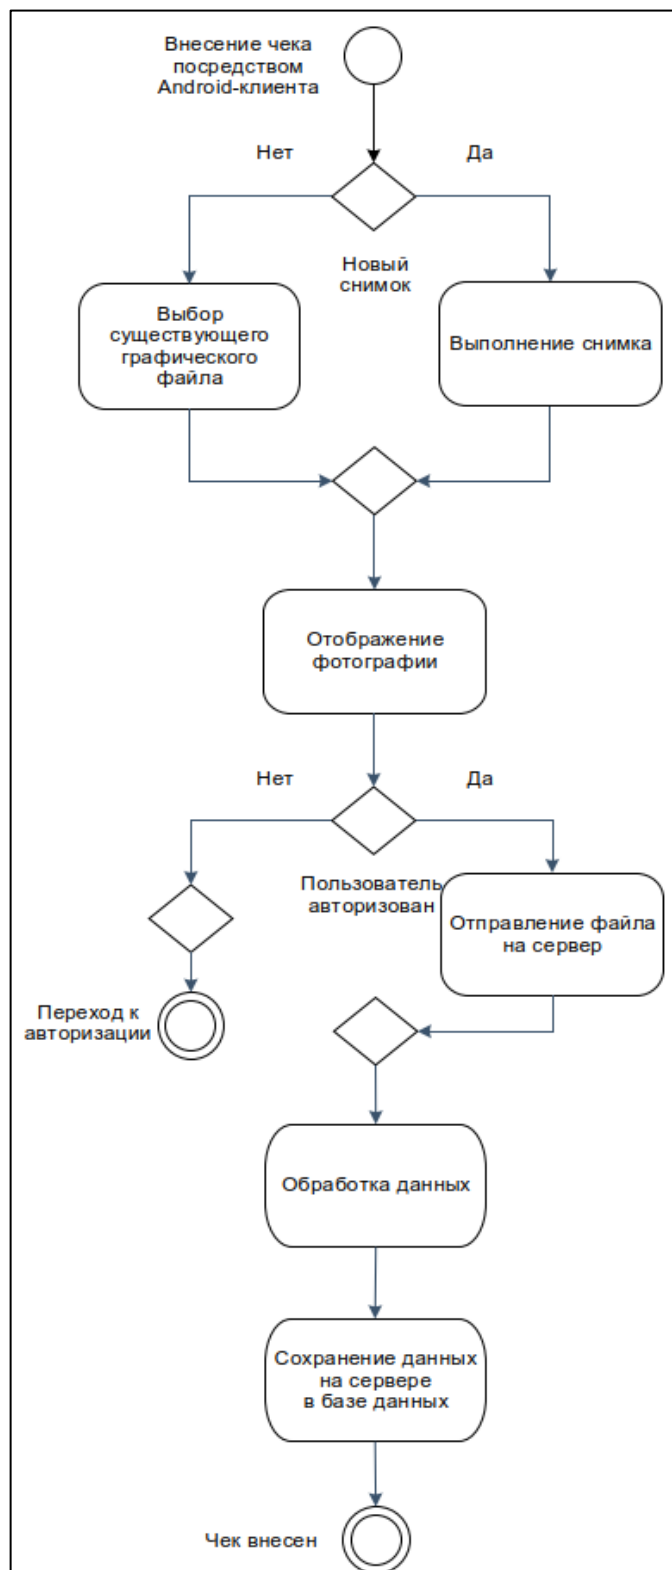 Внесение чека
посредством
Android-клиента
Нет
Да
Новый
снимок
Выбор
существующего
графического
файла
Выполнение снимка
Отображение
фотографии
Нет
Да
Пользователь
авторизован
Отправление файла
на сервер
Переход к
авторизации
Обработка данных
Сохранение данных
на сервере
в базе данных
Чек внесен